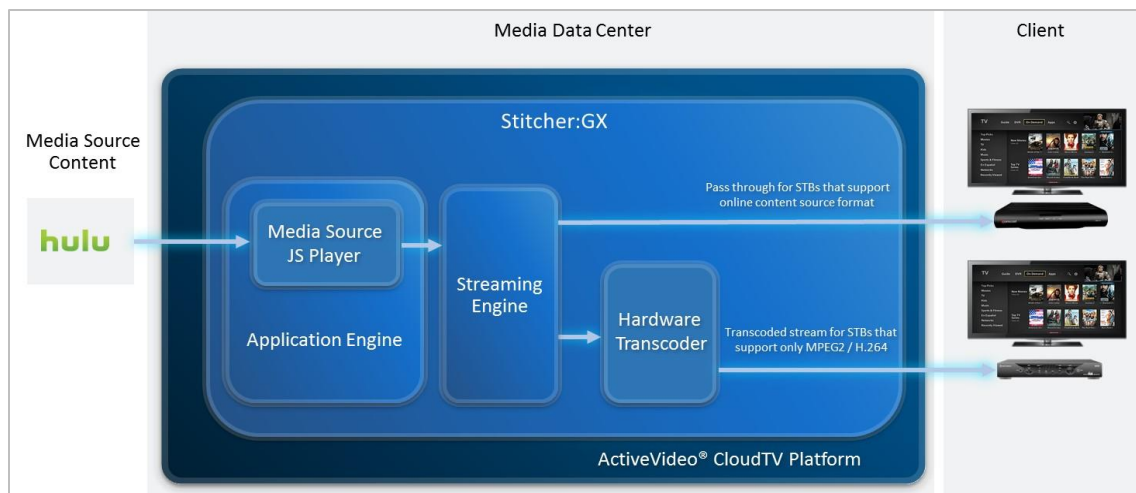 Media Data Center
Client
Stitcher:GX
Media Source
Content
hulu
Media Source
JS Player
Application Engine
Streaming
Engine
Hardware
Transcoder
Pass through for STBs that support
online content source format
Transcoded stream for STBs that
support only MPEG2 / H.264
ActiveVideo® CloudTV Platform
TV
TV